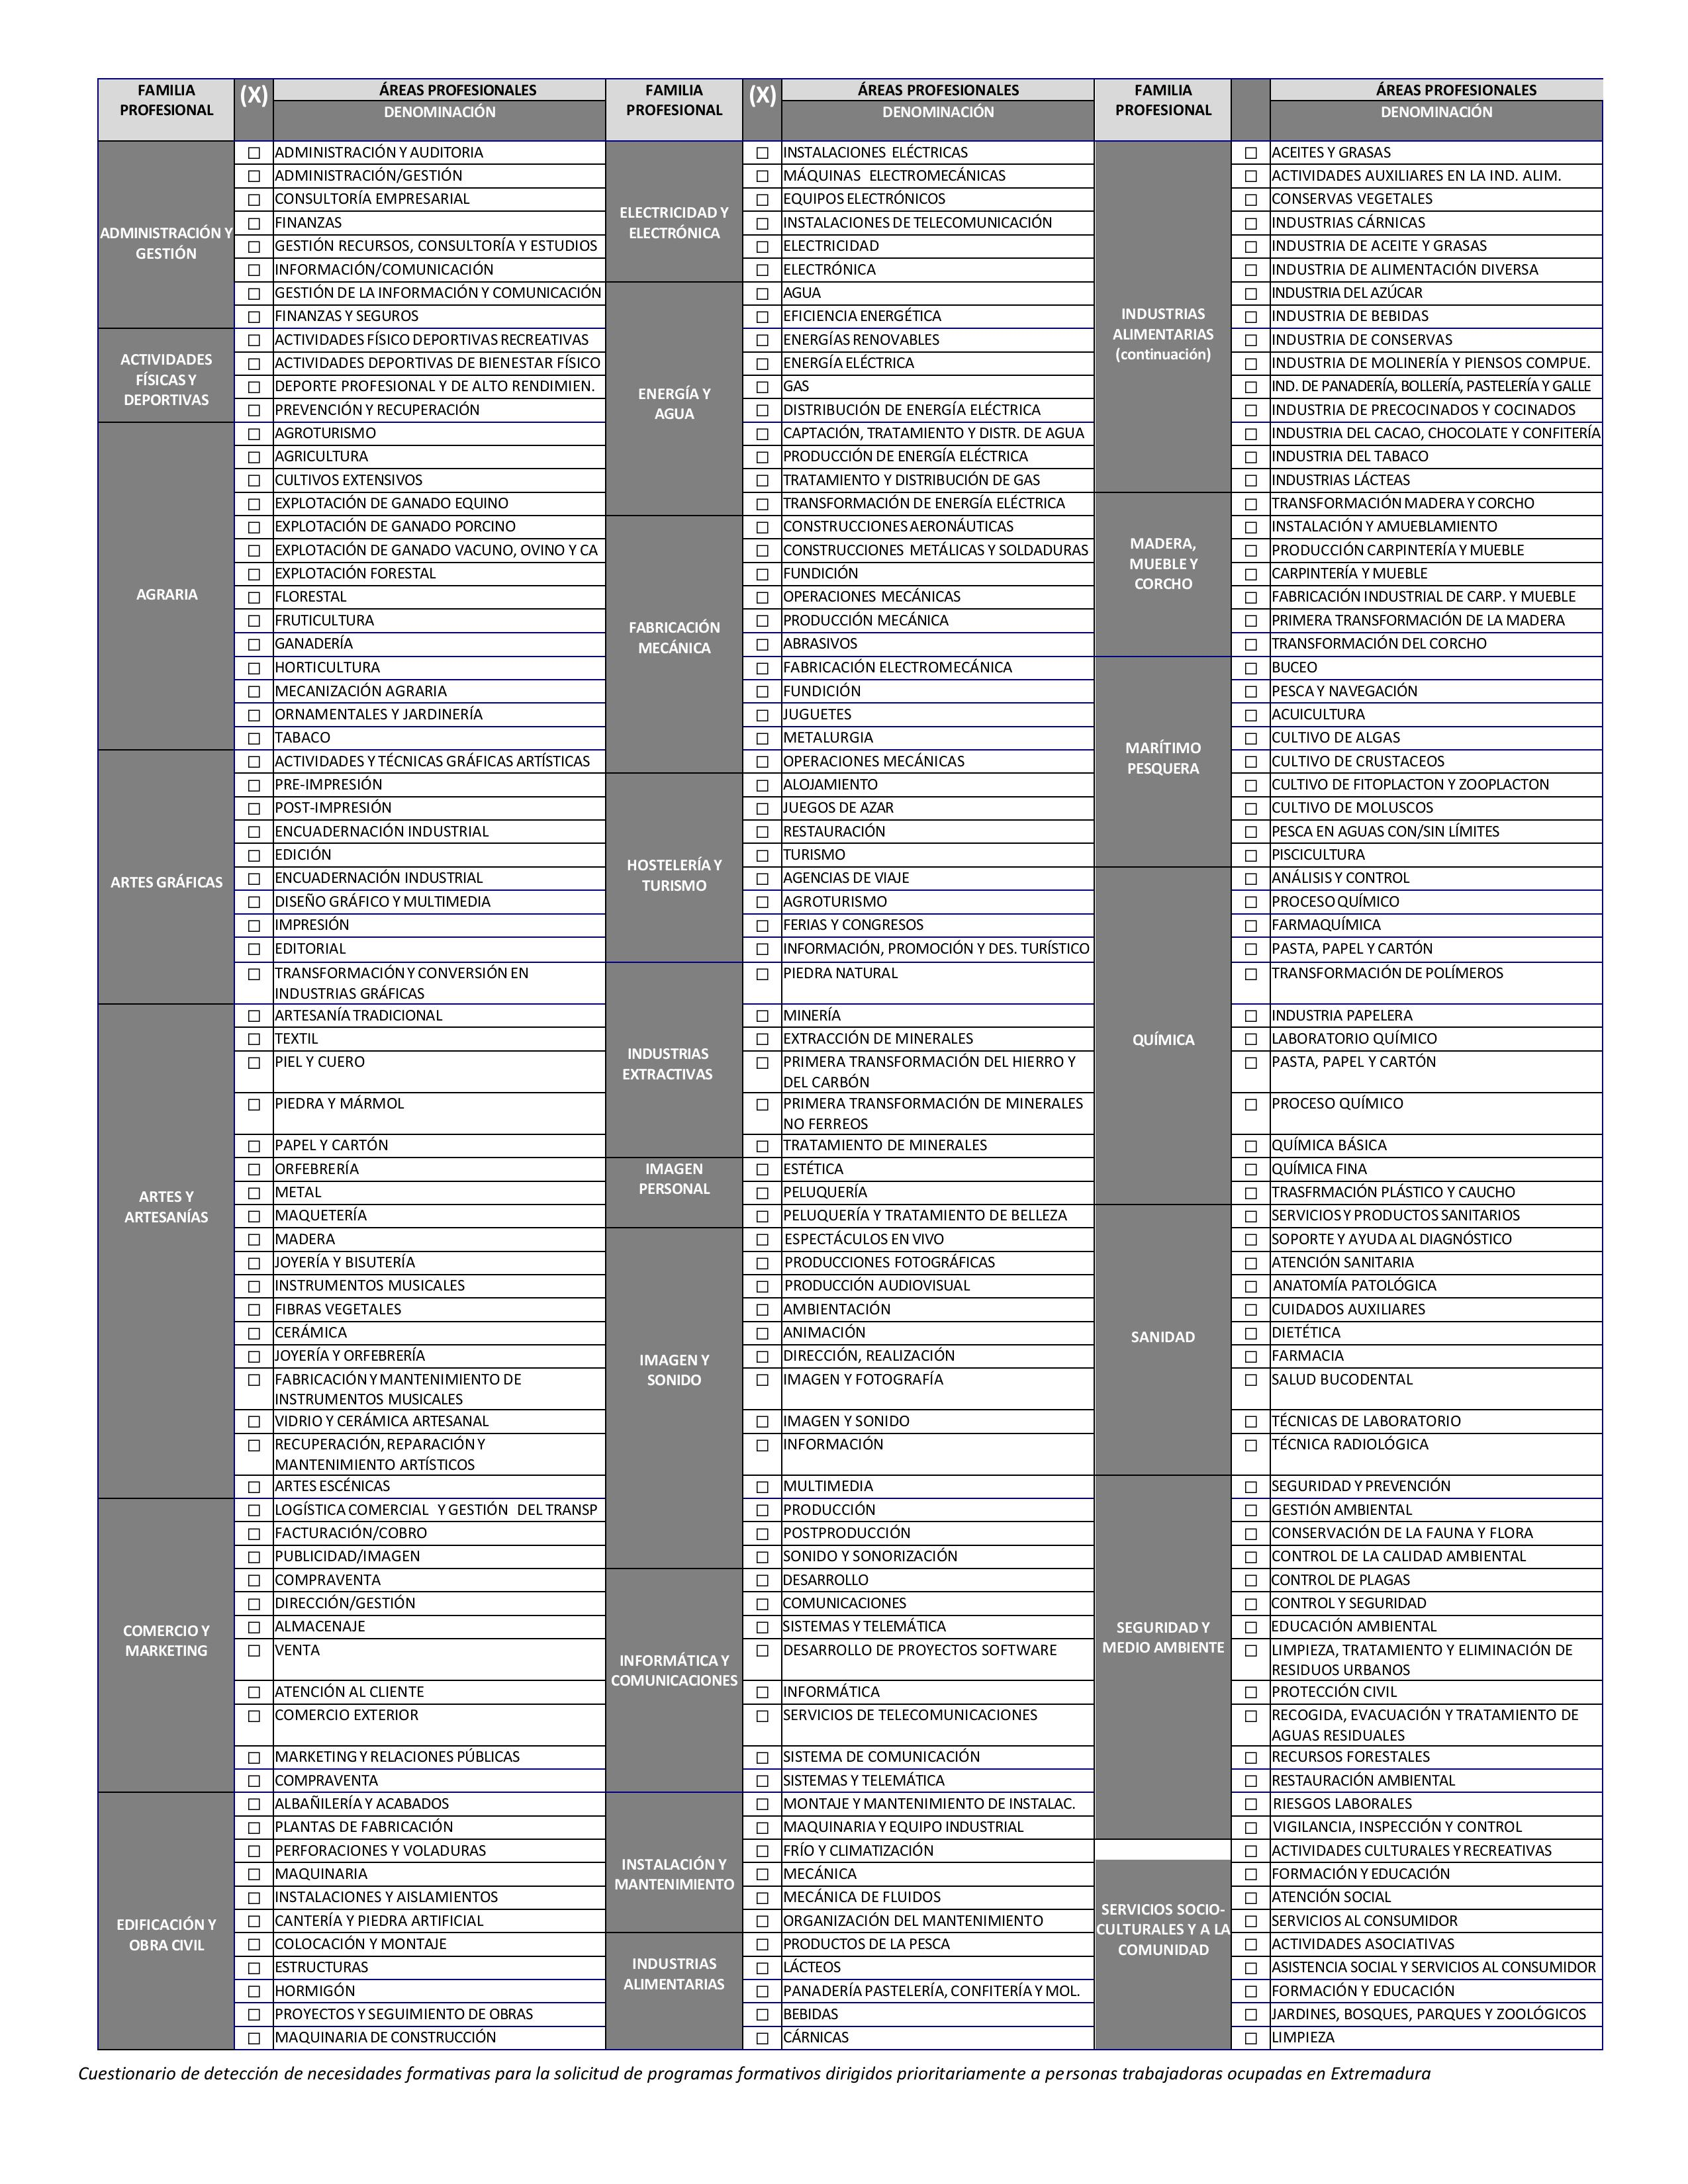 FAMILIA
PROFESIONAL
(X)
ÁREAS PROFESIONALES
DENOMINACIÓN
ADMINISTRACIÓN Y
GESTIÓN
☐ ADMINISTRACIÓN Y AUDITORIA
☐ ADMINISTRACIÓN/GESTIÓN
☐ CONSULTORÍA EMPRESARIAL
☐ FINANZAS
☐ GESTIÓN RECURSOS, CONSULTORÍA Y ESTUDIOS
☐ INFORMACIÓN/COMUNICACIÓN
☐ GESTIÓN DE LA INFORMACIÓN Y COMUNICACIÓN
☐ FINANZAS Y SEGUROS
ACTIVIDADES
FÍSICAS Y
DEPORTIVAS
☐ ACTIVIDADES FÍSICO DEPORTIVAS RECREATIVAS
☐ ACTIVIDADES DEPORTIVAS DE BIENESTAR FÍSICO
☐ DEPORTE PROFESIONAL Y DE ALTO RENDIMIEN.
☐ PREVENCIÓN Y RECUPERACIÓN
AGRARIA
☐ AGROTURISMO
☐ AGRICULTURA
☐ CULTIVOS EXTENSIVOS
☐ EXPLOTACIÓN DE GANADO EQUINO
☐ EXPLOTACIÓN DE GANADO PORCINO
☐ EXPLOTACIÓN DE GANADO VACUNO, OVINO Y CA
☐ EXPLOTACIÓN FORESTAL
☐ FLORESTAL
☐ FRUTICULTURA
☐ GANADERÍA
☐ HORTICULTURA
☐ MECANIZACIÓN AGRARIA
☐ ORNAMENTALES Y JARDINERÍA
☐ TABACO
ARTES GRÁFICAS
☐ ACTIVIDADES Y TÉCNICAS GRÁFICAS ARTÍSTICAS
☐ PRE-IMPRESIÓN
☐ POST-IMPRESIÓN
☐ ENCUADERNACIÓN INDUSTRIAL
☐ EDICIÓN
☐ ENCUADERNACIÓN INDUSTRIAL
☐ DISEÑO GRÁFICO Y MULTIMEDIA
☐ IMPRESIÓN
☐ EDITORIAL
☐ TRANSFORMACIÓN Y CONVERSIÓN EN
INDUSTRIAS GRÁFICAS
ARTES Y
ARTESANÍAS
☐ ARTESANÍA TRADICIONAL
☐ TEXTIL
☐ PIEL Y CUERO
☐ PIEDRA Y MÁRMOL
☐ PAPEL Y CARTÓN
☐ ORFEBRERÍA
☐ METAL
☐ MAQUETERÍA
☐ MADERA
☐ JOYERÍA Y BISUTERÍA
☐ INSTRUMENTOS MUSICALES
☐ FIBRAS VEGETALES
☐ CERÁMICA
☐ JOYERÍA Y ORFEBRERÍA
☐ FABRICACIÓN Y MANTENIMIENTO DE
INSTRUMENTOS MUSICALES
☐ VIDRIO Y CERÁMICA ARTESANAL
☐ RECUPERACIÓN, REPARACIÓN Y
MANTENIMIENTO ARTÍSTICOS
☐ ARTES ESCÉNICAS
COMERCIO Y
MARKETING
☐ LOGÍSTICA COMERCIAL Y GESTIÓN DEL TRANSP
☐ FACTURACIÓN/COBRO
☐ PUBLICIDAD/IMAGEN
☐ COMPRAVENTA
☐ DIRECCIÓN/GESTIÓN
☐ ALMACENAJE
☐ VENTA
☐ ATENCIÓN AL CLIENTE
☐ COMERCIO EXTERIOR
☐ MARKETING Y RELACIONES PÚBLICAS
☐ COMPRAVENTA
EDIFICACIÓN Y
OBRA CIVIL
☐ ALBAÑILERÍA Y ACABADOS
☐ PLANTAS DE FABRICACIÓN
☐ PERFORACIONES Y VOLADURAS
☐ MAQUINARIA
☐ INSTALACIONES Y AISLAMIENTOS
☐ CANTERÍA Y PIEDRA ARTIFICIAL
☐ COLOCACIÓN Y MONTAJE
☐ ESTRUCTURAS
☐ HORMIGÓN
☐ PROYECTOS Y SEGUIMIENTO DE OBRAS
☐ MAQUINARIA DE CONSTRUCCIÓN
FAMILIA
PROFESIONAL
(X)
ÁREAS PROFESIONALES
DENOMINACIÓN
ELECTRICIDAD Y
ELECTRÓNICA
☐ INSTALACIONES ELÉCTRICAS
☐ MÁQUINAS ELECTROMECÁNICAS
☐ EQUIPOS ELECTRÓNICOS
☐ INSTALACIONES DE TELECOMUNICACIÓN
☐ ELECTRICIDAD
☐ ELECTRÓNICA
ENERGÍA Y
AGUA
☐ AGUA
☐ EFICIENCIA ENERGÉTICA
☐ ENERGÍAS RENOVABLES
☐ ENERGÍA ELÉCTRICA
☐ GAS
☐ DISTRIBUCIÓN DE ENERGÍA ELÉCTRICA
☐ CAPTACIÓN, TRATAMIENTO Y DISTR. DE AGUA
☐ PRODUCCIÓN DE ENERGÍA ELÉCTRICA
☐ TRATAMIENTO Y DISTRIBUCIÓN DE GAS
☐ TRANSFORMACIÓN DE ENERGÍA ELÉCTRICA
FABRICACIÓN
MECÁNICA
☐ CONSTRUCCIONES AERONÁUTICAS
☐ CONSTRUCCIONES METÁLICAS Y SOLDADURAS
☐ FUNDICIÓN
☐ OPERACIONES MECÁNICAS
☐ PRODUCCIÓN MECÁNICA
☐ ABRASIVOS
☐ FABRICACIÓN ELECTROMECÁNICA
☐ FUNDICIÓN
☐ JUGUETES
☐ METALURGIA
☐ OPERACIONES MECÁNICAS
HOSTELERÍA Y
TURISMO
☐ ALOJAMIENTO
☐ JUEGOS DE AZAR
☐ RESTAURACIÓN
☐ TURISMO
☐ AGENCIAS DE VIAJE
☐ AGROTURISMO
☐ FERIAS Y CONGRESOS
☐ INFORMACIÓN, PROMOCIÓN Y DES. TURÍSTICO
INDUSTRIAS
EXTRACTIVAS
☐ PIEDRA NATURAL
☐ MINERÍA
☐ EXTRACCIÓN DE MINERALES
☐ PRIMERA TRANSFORMACIÓN DEL HIERRO Y
DEL CARBÓN
☐ PRIMERA TRANSFORMACIÓN DE MINERALES
NO FERREOS
☐ TRATAMIENTO DE MINERALES
IMAGEN
PERSONAL
☐ ESTÉTICA
☐ PELUQUERÍA
☐ PELUQUERÍA Y TRATAMIENTO DE BELLEZA
IMAGEN Y
SONIDO
☐ ESPECTÁCULOS EN VIVO
☐ PRODUCCIONES FOTOGRÁFICAS
☐ PRODUCCIÓN AUDIOVISUAL
☐ AMBIENTACIÓN
☐ ANIMACIÓN
☐ DIRECCIÓN, REALIZACIÓN
☐ IMAGEN Y FOTOGRAFÍA
☐ IMAGEN Y SONIDO
☐ INFORMACIÓN
☐ MULTIMEDIA
☐ PRODUCCIÓN
☐ POSTPRODUCCIÓN
☐ SONIDO Y SONORIZACIÓN
INFORMÁTICA Y
COMUNICACIONES
☐ DESARROLLO
☐ COMUNICACIONES
☐ SISTEMAS Y TELEMÁTICA
☐ DESARROLLO DE PROYECTOS SOFTWARE
☐ INFORMÁTICA
☐ SERVICIOS DE TELECOMUNICACIONES
☐ SISTEMA DE COMUNICACIÓN
☐ SISTEMAS Y TELEMÁTICA
INSTALACIÓN Y
MANTENIMIENTO
☐ MONTAJE Y MANTENIMIENTO DE INSTALAC.
☐ MAQUINARIA Y EQUIPO INDUSTRIAL
☐ FRÍO Y CLIMATIZACIÓN
☐ MECÁNICA
☐ MECÁNICA DE FLUIDOS
☐ ORGANIZACIÓN DEL MANTENIMIENTO
INDUSTRIAS
ALIMENTARIAS
☐ PRODUCTOS DE LA PESCA
☐ LÁCTEOS
☐ PANADERÍA PASTELERÍA, CONFITERÍA Y MOL.
☐ BEBIDAS
☐ CÁRNICAS
FAMILIA
PROFESIONAL
ÁREAS PROFESIONALES
DENOMINACIÓN
INDUSTRIAS
ALIMENTARIAS
(continuación)
☐ ACEITES Y GRASAS
☐ ACTIVIDADES AUXILIARES EN LA IND. ALIM.
☐ CONSERVAS VEGETALES
☐ INDUSTRIAS CÁRNICAS
☐ INDUSTRIA DE ACEITE Y GRASAS
☐ INDUSTRIA DE ALIMENTACIÓN DIVERSA
☐ INDUSTRIA DEL AZÚCAR
☐ INDUSTRIA DE BEBIDAS
☐ INDUSTRIA DE CONSERVAS
☐ INDUSTRIA DE MOLINERÍA Y PIENSOS COMPUE.
☐ IND. DE PANADERÍA, BOLLERÍA, PASTELERÍA Y GALLE
☐ INDUSTRIA DE PRECOCINADOS Y COCINADOS
☐ INDUSTRIA DEL CACAO, CHOCOLATE Y CONFITERÍA
☐ INDUSTRIA DEL TABACO
☐ INDUSTRIAS LÁCTEAS
MADERA,
MUEBLE Y
CORCHO
☐ TRANSFORMACIÓN MADERA Y CORCHO
☐ INSTALACIÓN Y AMUEBLAMIENTO
☐ PRODUCCIÓN CARPINTERÍA Y MUEBLE
☐ CARPINTERÍA Y MUEBLE
☐ FABRICACIÓN INDUSTRIAL DE CARP. Y MUEBLE
☐ PRIMERA TRANSFORMACIÓN DE LA MADERA
☐ TRANSFORMACIÓN DEL CORCHO
MARÍTIMO
PESQUERA
☐ BUCEO
☐ PESCA Y NAVEGACIÓN
☐ ACUICULTURA
☐ CULTIVO DE ALGAS
☐ CULTIVO DE CRUSTACEOS
☐ CULTIVO DE FITOPLACTON Y ZOOPLACTON
☐ CULTIVO DE MOLUSCOS
☐ PESCA EN AGUAS CON/SIN LÍMITES
☐ PISCICULTURA
QUÍMICA
☐ ANÁLISIS Y CONTROL
☐ PROCESO QUÍMICO
☐ FARMAQUÍMICA
☐ PASTA, PAPEL Y CARTÓN
☐ TRANSFORMACIÓN DE POLÍMEROS
☐ INDUSTRIA PAPELERA
☐ LABORATORIO QUÍMICO
☐ PASTA, PAPEL Y CARTÓN
☐ PROCESO QUÍMICO
☐ QUÍMICA BÁSICA
☐ QUÍMICA FINA
☐ TRASFRMACIÓN PLÁSTICO Y CAUCHO
SANIDAD
☐ SERVICIOS Y PRODUCTOS SANITARIOS
☐ SOPORTE Y AYUDA AL DIAGNÓSTICO
☐ ATENCIÓN SANITARIA
☐ ANATOMÍA PATOLÓGICA
☐ CUIDADOS AUXILIARES
☐ DIETÉTICA
☐ FARMACIA
☐ SALUD BUCODENTAL
☐ TÉCNICAS DE LABORATORIO
☐ TÉCNICA RADIOLÓGICA
SEGURIDAD Y
MEDIO AMBIENTE
☐ SEGURIDAD Y PREVENCIÓN
☐ GESTIÓN AMBIENTAL
☐ CONSERVACIÓN DE LA FAUNA Y FLORA
☐ CONTROL DE LA CALIDAD AMBIENTAL
☐ CONTROL DE PLAGAS
☐ CONTROL Y SEGURIDAD
☐ EDUCACIÓN AMBIENTAL
☐ LIMPIEZA, TRATAMIENTO Y ELIMINACIÓN DE
RESIDUOS URBANOS
☐ PROTECCIÓN CIVIL
☐ RECOGIDA, EVACUACIÓN Y TRATAMIENTO DE
AGUAS RESIDUALES
☐ RECURSOS FORESTALES
☐ RESTAURACIÓN AMBIENTAL
☐ RIESGOS LABORALES
☐ VIGILANCIA, INSPECCIÓN Y CONTROL
SERVICIOS SOCIO-
CULTURALES Y A LA
COMUNIDAD
☐ ACTIVIDADES CULTURALES Y RECREATIVAS
☐ FORMACIÓN Y EDUCACIÓN
☐ ATENCIÓN SOCIAL
☐ SERVICIOS AL CONSUMIDOR
☐ ACTIVIDADES ASOCIATIVAS
☐ ASISTENCIA SOCIAL Y SERVICIOS AL CONSUMIDOR
☐ FORMACIÓN Y EDUCACIÓN
☐ JARDINES, BOSQUES, PARQUES Y ZOOLÓGICOS
☐ LIMPIEZA
Cuestionario de detección de necesidades formativas para la solicitud de programas formativos dirigidos prioritariamente a personas trabajadoras ocupadas en Extremadura